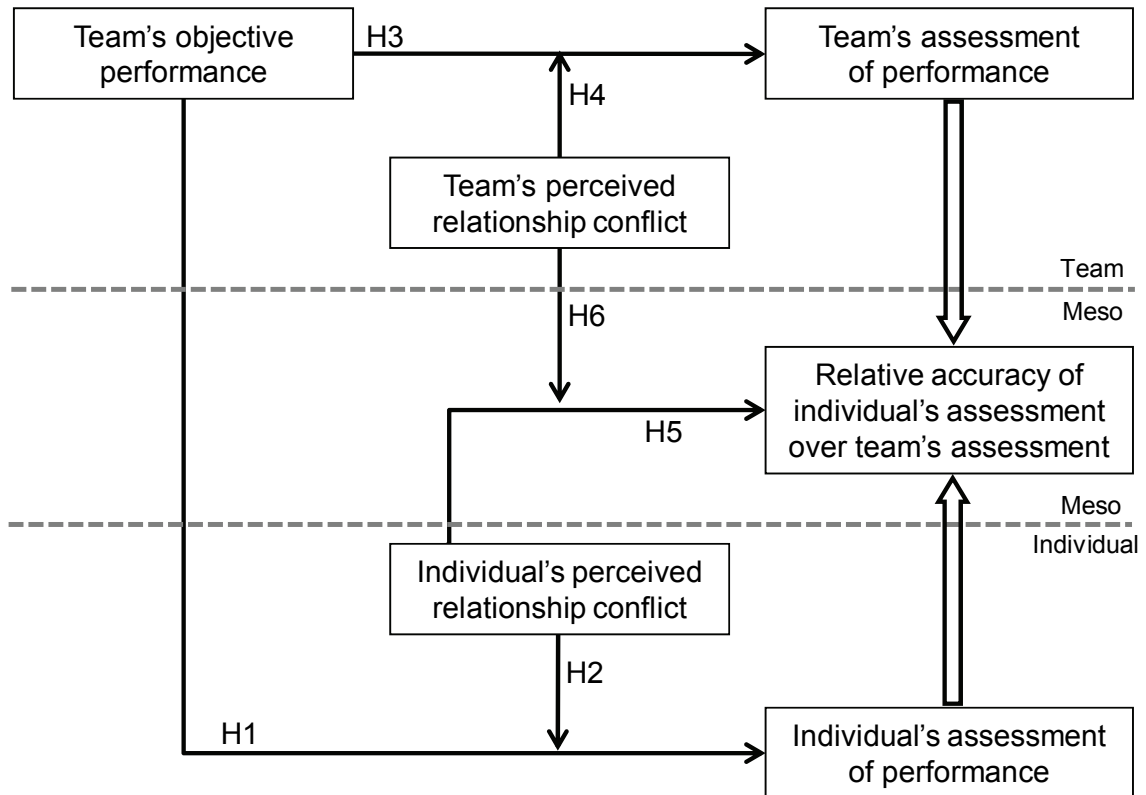 Team’s objective
performance
H3
Team’s assessment
of performance
H4
Team’s perceived
relationship conflict
Team
Meso
H6
Relative accuracy of
individual’s assessment
over team’s assessment
H5
Meso
Individual
Individual’s perceived
relationship conflict
H2
H1
Individual’s assessment
of performance